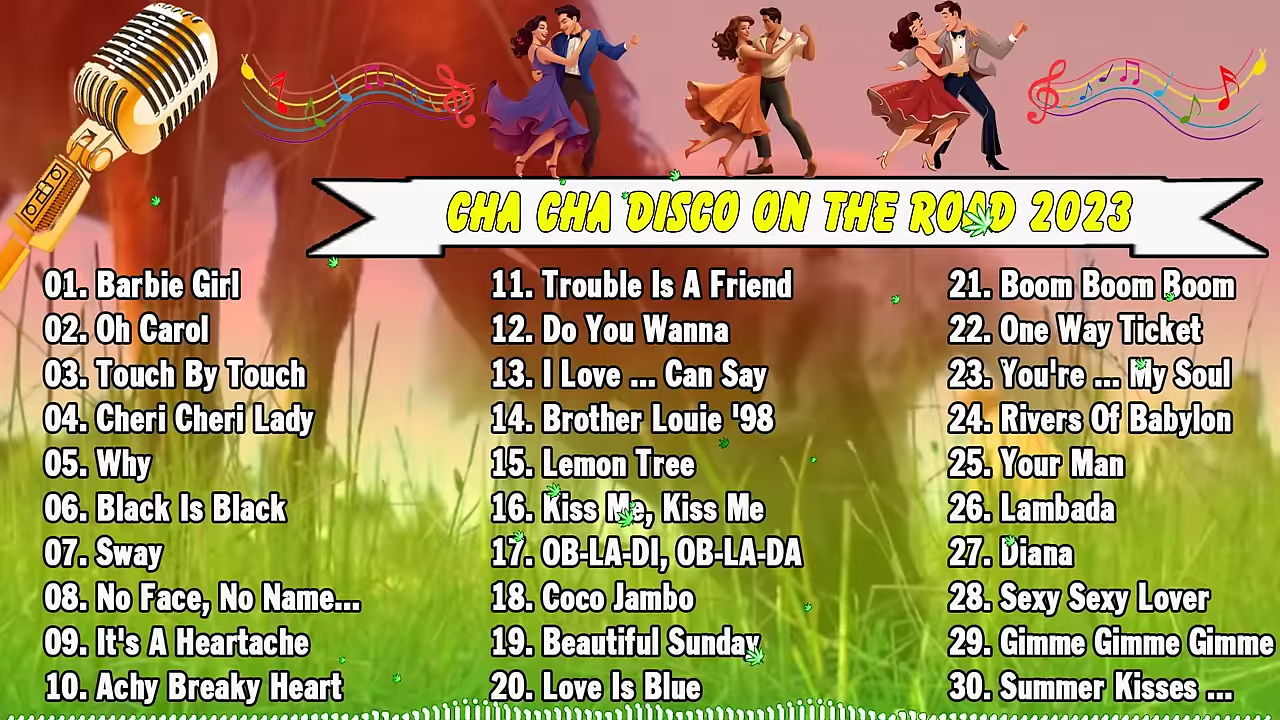 CHA CHA DISCO ON THE ROAD 2023
01. Barbie Girl
02. Oh Carol
03. Touch By Touch
04. Cheri Cheri Lady
05. Why
06. Black Is Black
07. Sway
08. No Face, No Name...
09. It's A Heartache
10. Achy Breaky Heart
11. Trouble Is A Friend
12. Do You Wanna
13. I Love ... Can Say
14. Brother Louie '98
15. Lemon Tree
16. Kiss Me, Kiss Me
17. OB-LA-DI, OB-LA-DA
18. Coco Jambo
19. Beautiful Sunday
20. Love Is Blue
21. Boom Boom Boom
22. One Way Ticket
23. You're ... My Soul
24. Rivers Of Babylon
25. Your Man
26. Lambada
27. Diana
28. Sexy Sexy Lover
29. Gimme Gimme Gimme
30. Summer Kisses ...